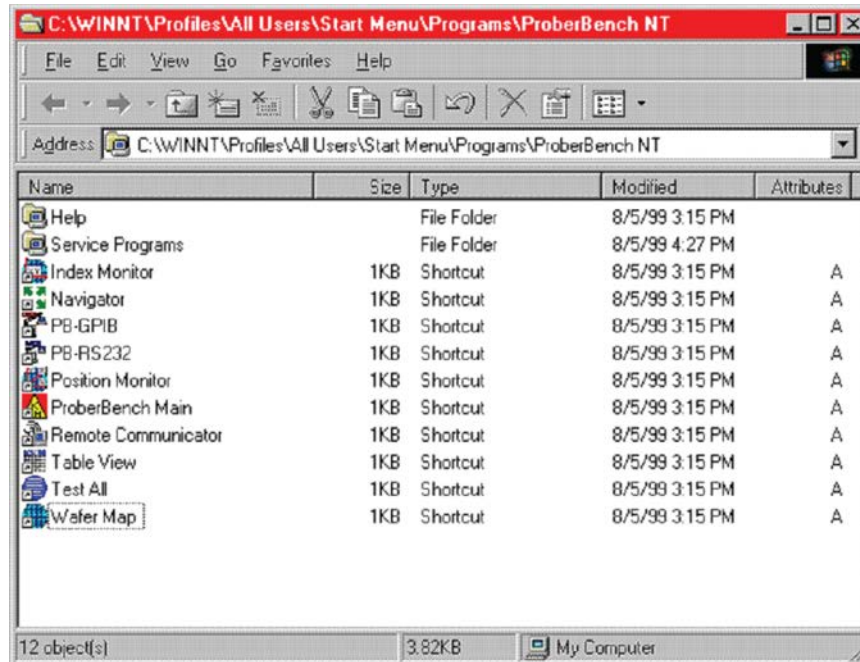 C:\WINNT\Profiles\All Users\Start Menu\Programs\ProberBench NT
File Edit View Go Favorites Help
Address C:\WINNT\Profiles\All Users\Start Menu\Programs\ProberBench NT
Name Size Type Modified Attributes
Help File Folder 8/5/99 3:15 PM
Service Programs File Folder 8/5/99 4:27 PM
Index Monitor 1KB Shortcut 8/5/99 3:15 PM A
Navigator 1KB Shortcut 8/5/99 3:15 PM A
PB-GPIB 1KB Shortcut 8/5/99 3:15 PM A
PB-RS232 1KB Shortcut 8/5/99 3:15 PM A
Position Monitor 1KB Shortcut 8/5/99 3:15 PM A
ProberBench Main 1KB Shortcut 8/5/99 3:15 PM A
Remote Communicator 1KB Shortcut 8/5/99 3:15 PM A
Table View 1KB Shortcut 8/5/99 3:15 PM A
Test All 1KB Shortcut 8/5/99 3:15 PM A
Wafer Map 1KB Shortcut 8/5/99 3:15 PM A
12 object(s) 3.82KB My Computer